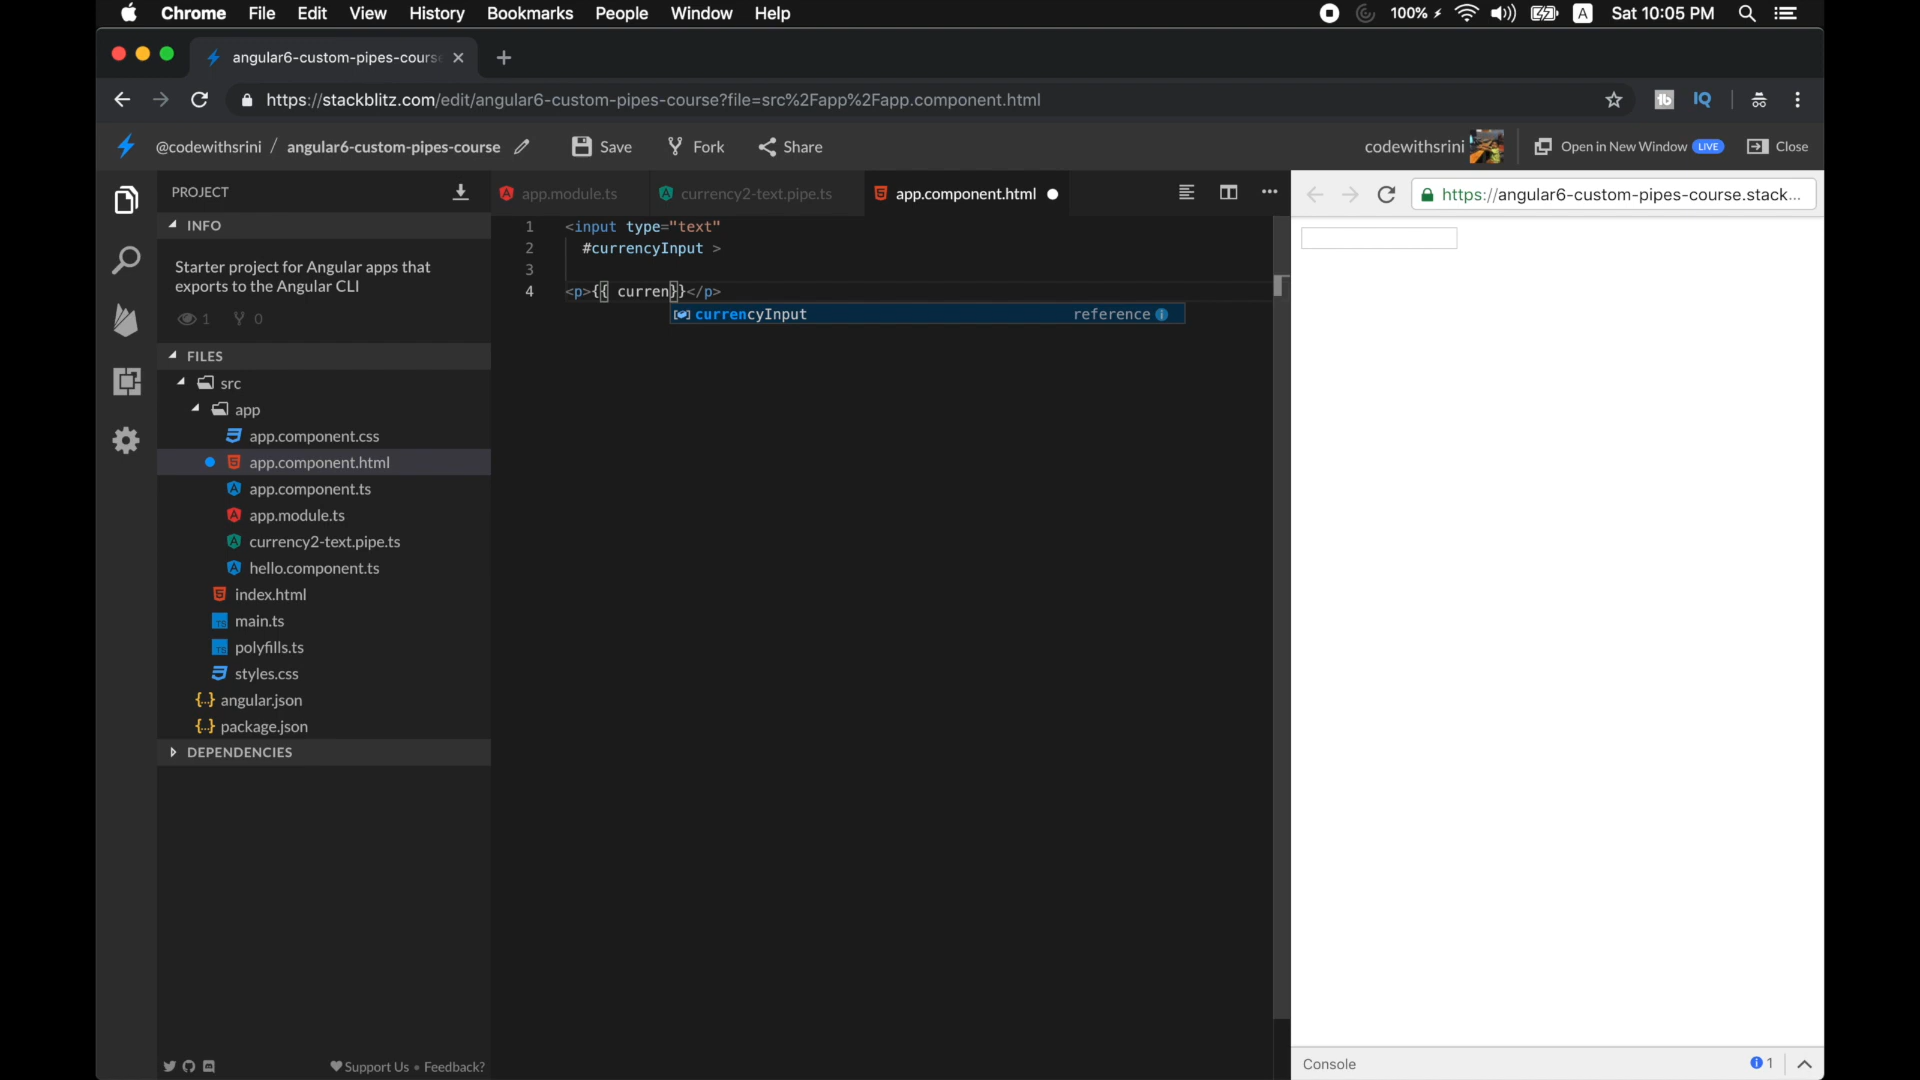 Chrome File Edit View History Bookmarks People Window Help 100% A Sat 10:05 PM
angular6-custom-pipes-cours
https://stackblitz.com/edit/angular6-custom-pipes-course?file=src%2Fapp%2Fapp.component.html tb IQ
@codewithsrini / angular6-custom-pipes-course Save Fork Share codewithsrini Open in New Window LIVE Close
PROJECT app.module.ts currency2-text.pipe.ts app.component.html https://angular6-custom-pipes-course.stack...
INFO
Starter project for Angular apps that
exports to the Angular CLI
1 0
FILES
src
app
app.component.css
app.component.html
app.component.ts
app.module.ts
currency2-text.pipe.ts
hello.component.ts
index.html
main.ts
polyfills.ts
styles.css
angular.json
package.json
DEPENDENCIES
Support Us • Feedback?
1 <input type="text"
2 #currencyInput >
3
4 <p>{{ curren}}</p>
currencyInput reference
Console 1